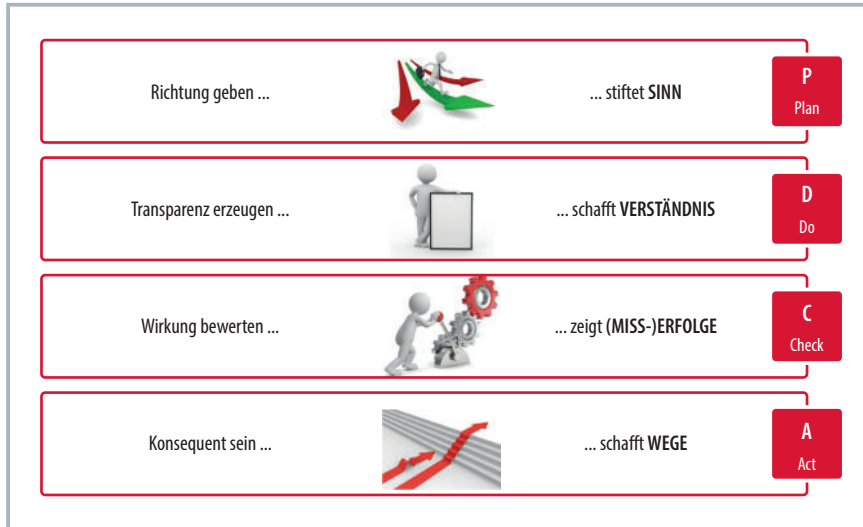 Richtung geben ...
... stiftet SINN
P
Plan
Transparenz erzeugen ...
... schafft VERSTÄNDNIS
D
Do
Wirkung bewerten ...
... zeigt (MISS-)ERFOLGE
C
Check
Konsequent sein ...
... schafft WEGE
A
Act